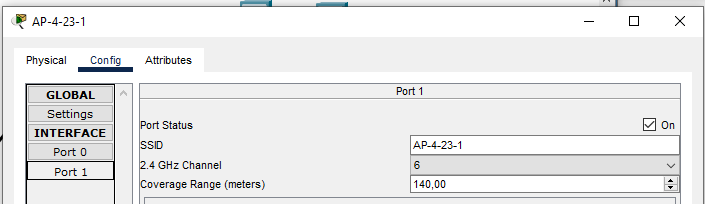 AP-4-23-1
Physical Config Attributes
GLOBAL
Settings
INTERFACE
Port 0
Port 1
Port 1
Port Status On
SSID AP-4-23-1
2.4 GHz Channel 6
Coverage Range (meters) 140,00